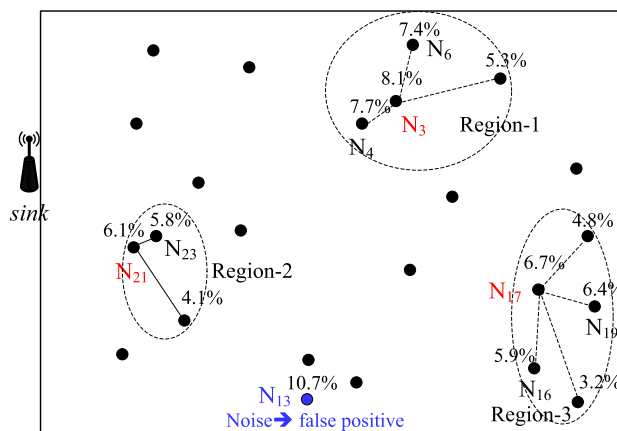 7.4%
N6
5.3%
8.1%
7.7%
N3
Region-1
N4
sink
6.1%
5.8%
N23
N21
Region-2
4.1%
4.8%
6.7%
N17
6.4%
N19
5.9%
N16
3.2%
Region-3
10.7%
N13
Noise➔ false positive